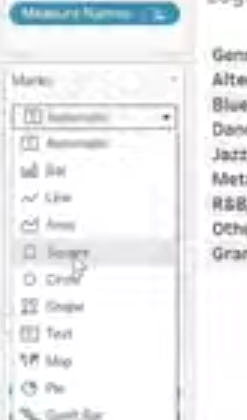 Measure Names
Marks
Automatic
Automatic
Bar
Line
Area
Square
Circle
Shape
Text
Map
Pie
Gantt Bar
Genr
Alte
Blue
Danc
Jazz
Meta
R&B
Othe
Gran